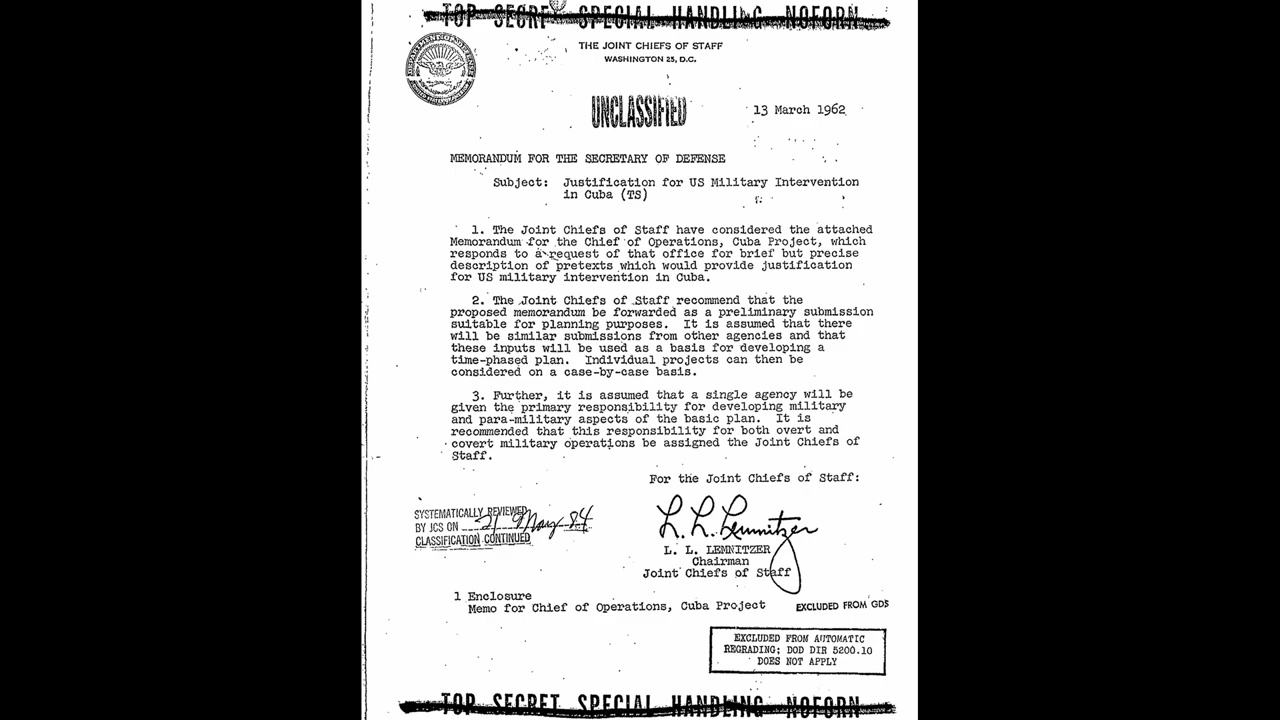 TOP SECRET SPECIAL HANDLING NOFORN
THE JOINT CHIEFS OF STAFF
WASHINGTON 25, D.C.
UNCLASSIFIED
13 March 1962
MEMORANDUM FOR THE SECRETARY OF DEFENSE
Subject: Justification for US Military Intervention
in Cuba (TS)
1. The Joint Chiefs of Staff have considered the attached
Memorandum for the Chief of Operations, Cuba Project, which
responds to a request of that office for brief but precise
description of pretexts which would provide justification
for US military intervention in Cuba.
2. The Joint Chiefs of Staff recommend that the
proposed memorandum be forwarded as a preliminary submission
suitable for planning purposes. It is assumed that there
will be similar submissions from other agencies and that
these inputs will be used as a basis for developing a
time-phased plan. Individual projects can then be
considered on a case-by-case basis.
3. Further, it is assumed that a single agency will be
given the primary responsibility for developing military
and para-military aspects of the basic plan. It is
recommended that this responsibility for both overt and
covert military operations be assigned the Joint Chiefs of
Staff.
For the Joint Chiefs of Staff:
SYSTEMATICALLY REVIEWED
BY JCS ON 21 May 84
CLASSIFICATION CONTINUED
L. L. Lemnitzer
L. L. LEMNITZER
Chairman
Joint Chiefs of Staff
1 Enclosure
Memo for Chief of Operations, Cuba Project
EXCLUDED FROM GDS
EXCLUDED FROM AUTOMATIC
REGRADING; DOD DIR 5200.10
DOES NOT APPLY
TOP SECRET SPECIAL HANDLING NOFORN